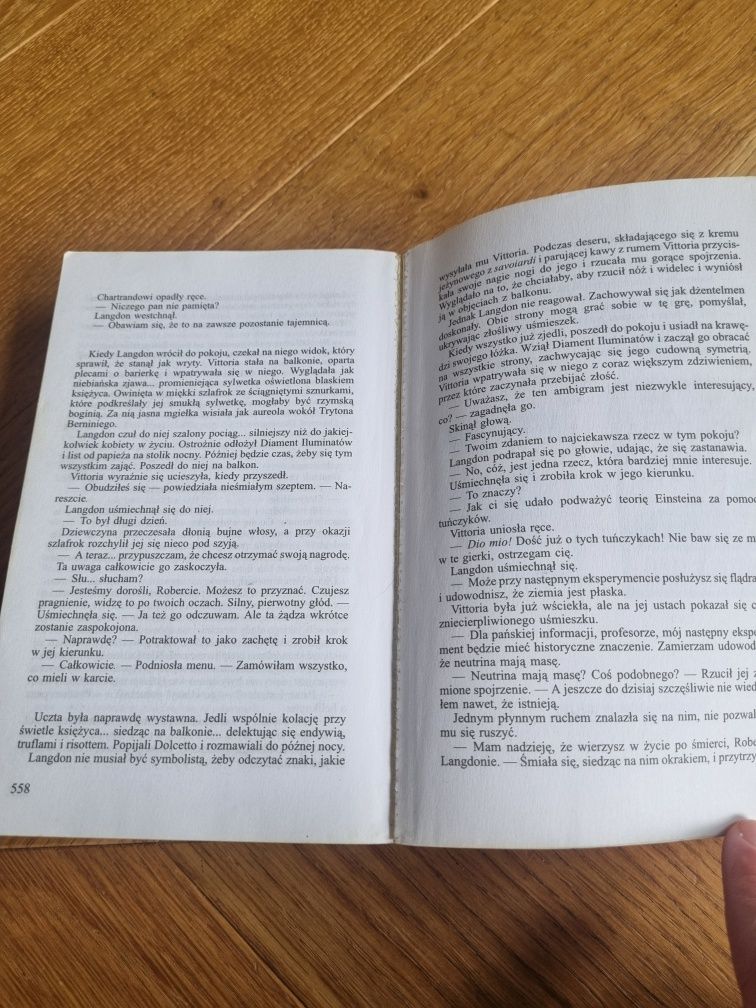 Chartrandowi opadły ręce.
— Niczego pan nie pamięta?
Langdon westchnął.
— Obawiam się, że to na zawsze pozostanie tajemnicą.
Kiedy Langdon wrócił do pokoju, czekał na niego widok, który
sprawił, że stanął jak wryty. Vittoria stała na balkonie, oparta
plecami o barierkę i wpatrywała się w niego. Wyglądała jak
niebiańska zjawa... promieniejąca sylwetka oświetlona blaskiem
księżyca. Owinięta w miękki szlafrok ze ściągniętymi sznurkami,
które podkreślały jej smukłą sylwetkę, mogłaby być rzymską
boginią. Za nią jasna mgiełka wisiała jak aureola wokół Trytona
Berniniego.
Langdon czuł do niej szalony pociąg... silniejszy niż do jakiej-
kolwiek kobiety w życiu. Ostrożnie odłożył Diament Iluminatów
i list od papieża na stolik nocny. Później będzie czas, żeby się tym
wszystkim zająć. Poszedł do niej na balkon.
Vittoria wyraźnie się ucieszyła, kiedy przyszedł.
— Obudziłeś się — powiedziała nieśmiałym szeptem. — Na-
reszcie.
Langdon uśmiechnął się do niej.
— To był długi dzień.
Dziewczyna przeczesała dłonią bujne włosy, a przy okazji
szlafrok rozchylił jej się nieco pod szyją.
— A teraz... przypuszczam, że chcesz otrzymać swoją nagrodę.
Ta uwaga całkowicie go zaskoczyła.
— Słu... słucham?
— Jesteśmy dorośli, Robercie. Możesz to przyznać. Czujesz
pragnienie, widzę to po twoich oczach. Silny, pierwotny głód. —
Uśmiechnęła się. — Ja też go odczuwam. Ale ta żądza wkrótce
zostanie zaspokojona.
— Naprawdę? — Potraktował to jako zachętę i zrobił krok
w jej kierunku.
— Całkowicie. — Podniosła menu. — Zamówiłam wszystko,
co mieli w karcie.
Uczta była naprawdę wystawna. Jedli wspólnie kolację przy
świetle księżyca... siedząc na balkonie... delektując się endywią,
truflami i risottem. Popijali Dolcetto i rozmawiali do późnej nocy.
Langdon nie musiał być symbolistą, żeby odczytać znaki, jakie
558
wysyłała mu Vittoria. Podczas deseru, składającego się z kremu
jeżynowego z savoiardi i parującej kawy z rumem Vittoria przycis-
kała swoje nagie nogi do jego i rzucała mu gorące spojrzenia.
Wyglądało na to, że chciałaby, aby rzucił nóż i widelec i wyniósł
ją w objęciach z balkonu.
Jednak Langdon nie reagował. Zachowywał się jak dżentelmen
doskonały. Obie strony mogą grać sobie w tę grę, pomyślał,
ukrywając złośliwy uśmieszek.
Kiedy wszystko już zjedli, poszedł do pokoju i usiadł na krawę-
dzi swojego łóżka. Wziął Diament Iluminatów i zaczął go obracać
na wszystkie strony, zachwycając się jego cudowną symetrią.
Vittoria wpatrywała się w niego z coraz większym zdziwieniem,
przez które zaczynała przebijać złość.
— Uważasz, że ten ambigram jest niezwykle interesujący,
co? — zagadnęła go.
Skinął głową.
— Fascynujący.
— Twoim zdaniem to najciekawsza rzecz w tym pokoju?
Langdon podrapał się po głowie, udając, że się zastanawia.
— No, cóż, jest jedna rzecz, która bardziej mnie interesuje.
Uśmiechnęła się i zrobiła krok w jego kierunku.
— To znaczy?
— Jak ci się udało podważyć teorię Einsteina za pomoc
tuńczyków.
Vittoria uniosła ręce.
— Dio mio! Dość już o tych tuńczykach! Nie baw się ze m
w te gierki, ostrzegam cię.
Langdon uśmiechnął się.
— Może przy następnym eksperymencie posłużysz się flądra
i udowodnisz, że ziemia jest płaska.
Vittoria była już wściekła, ale na jej ustach pokazał się c
zniecierpliwionego uśmieszku.
— Dla pańskiej informacji, profesorze, mój następny ekspe
ment będzie mieć historyczne znaczenie. Zamierzam udowod
że neutrina mają masę.
— Neutrina mają masę? Coś podobnego? — Rzucił jej z
mione spojrzenie. — A jeszcze do dzisiaj szczęśliwie nie wied
łem nawet, że istnieją.
Jednym płynnym ruchem znalazła się na nim, nie pozwal
mu się ruszyć.
— Mam nadzieję, że wierzysz w życie po śmierci, Robe
Langdonie. — Śmiała się, siedząc na nim okrakiem, i przytrzy